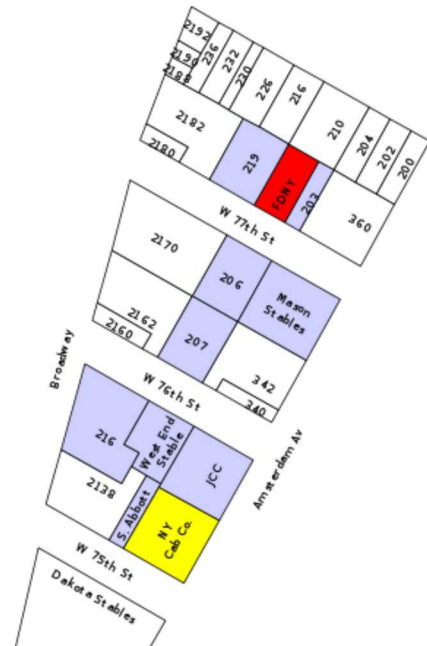 2192
2190
2188
236
232
230
226
216
210
204
202
200
2182
2180
219
FDNY
203
360
W 77th St
2170
206
Mason
Stables
2162
2160
207
342
340
Broadway
W 76th St
Amsterdam Av
216
West End
Stable
JCC
2138
S. Abbott
NY
Cab Co.
W 75th St
Dakota Stables